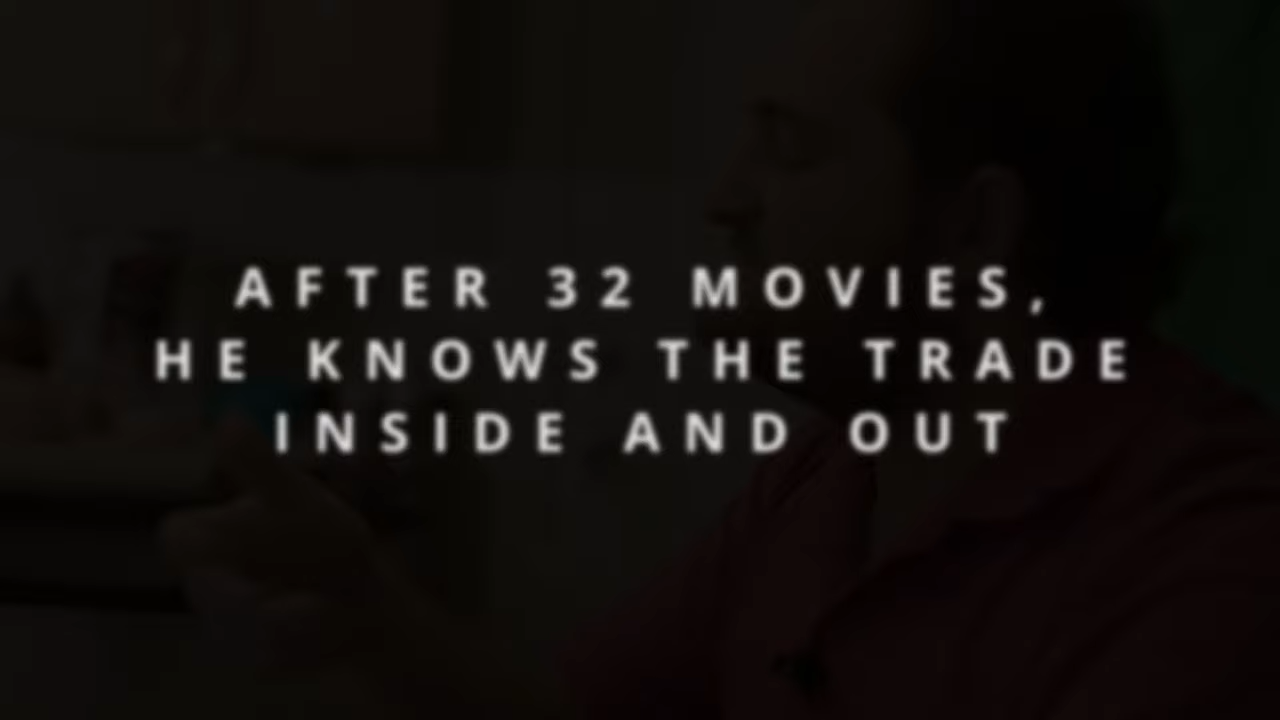 AFTER 32 MOVIES,
HE KNOWS THE TRADE
INSIDE AND OUT